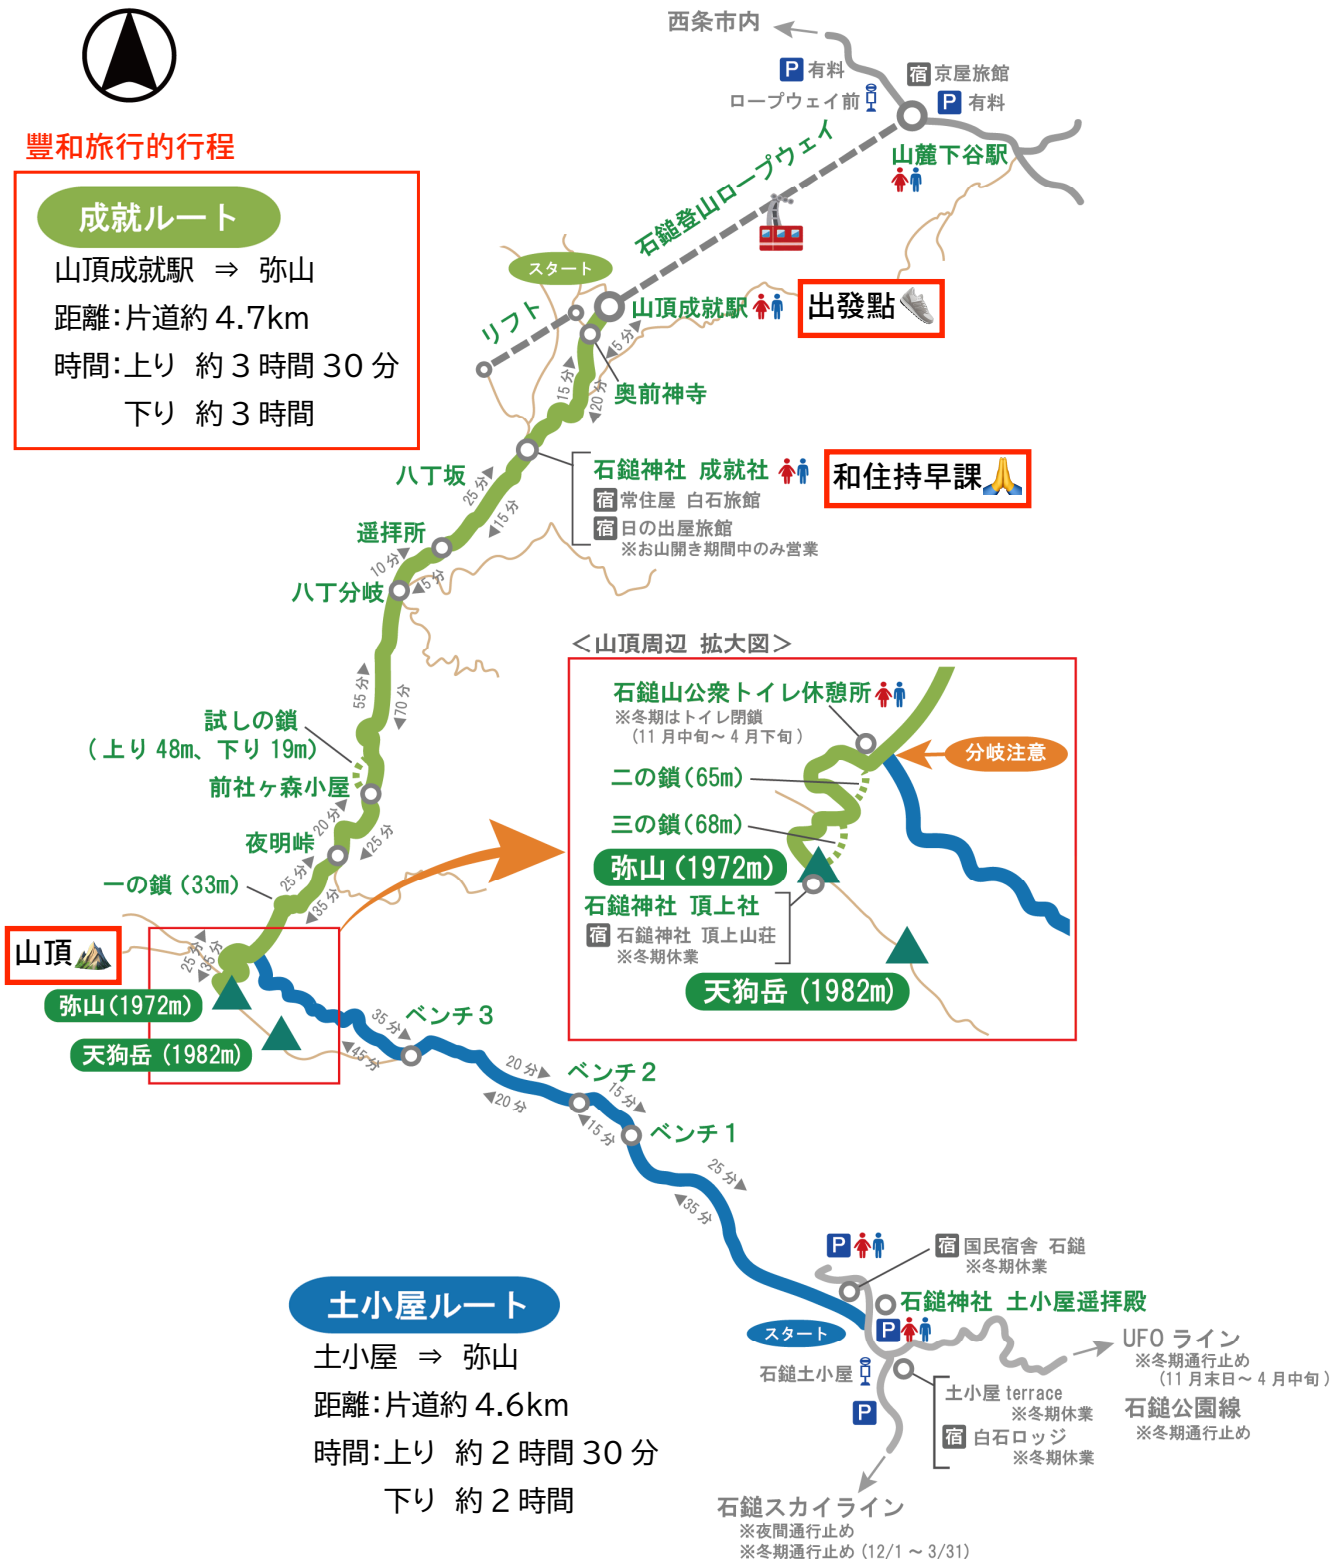 西条市内
P 有料
宿 京屋旅館
ロープウェイ前
P 有料
山麓下谷駅
石鎚登山ロープウェイ
豐和旅行的行程
成就ルート
山頂成就駅 ⇒ 弥山
距離：片道約 4.7km
時間：上り 約 3 時間 30 分
下り 約 3 時間
スタート
リフト
山頂成就駅
出發點
5分
奥前神寺
15分
20分
石鎚神社 成就社
和住持早課
宿 常住屋 白石旅館
宿 日の出屋旅館
※お山開き期間中のみ営業
八丁坂
25分
15分
遥拝所
10分
5分
八丁分岐
55分
70分
試しの鎖
(上り 48m、下り 19m)
前社ヶ森小屋
20分
25分
夜明峠
25分
35分
一の鎖 (33m)
25分
35分
山頂
弥山(1972m)
天狗岳 (1982m)
＜山頂周辺 拡大図＞
石鎚山公衆トイレ休憩所
※冬期はトイレ閉鎖
(11 月中旬～ 4 月下旬)
分岐注意
二の鎖(65m)
三の鎖(68m)
弥山 (1972m)
石鎚神社 頂上社
宿 石鎚神社 頂上山荘
※冬期休業
天狗岳 (1982m)
35分
45分
ベンチ3
20分
20分
ベンチ2
15分
15分
ベンチ1
25分
35分
土小屋ルート
土小屋 ⇒ 弥山
距離：片道約 4.6km
時間：上り 約 2 時間 30 分
下り 約 2 時間
P
宿 国民宿舎 石鎚
※冬期休業
石鎚神社 土小屋遥拝殿
スタート
P
石鎚土小屋
P
UFO ライン
※冬期通行止め
(11 月末日～ 4 月中旬)
土小屋 terrace
※冬期休業
宿 白石ロッジ
※冬期休業
石鎚公園線
※冬期通行止め
石鎚スカイライン
※夜間通行止め
※冬期通行止め (12/1 ～ 3/31)